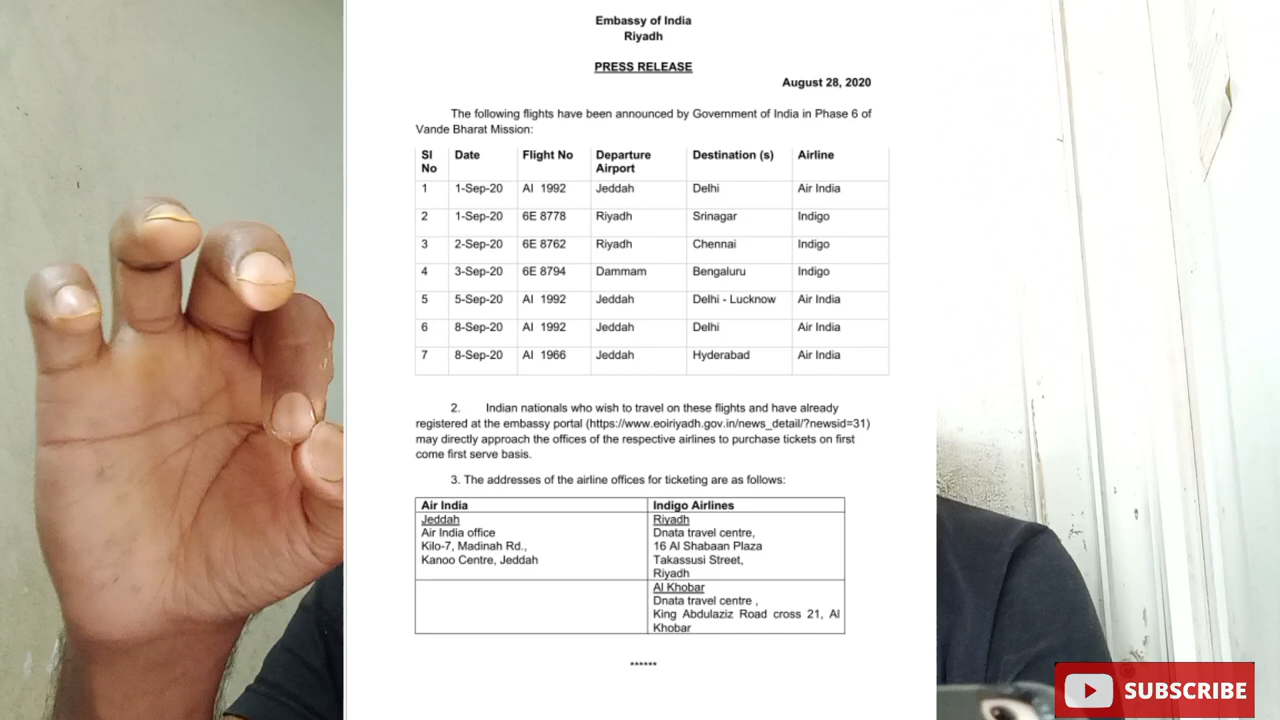 Embassy of India
Riyadh
PRESS RELEASE
August 28, 2020
The following flights have been announced by Government of India in Phase 6 of
Vande Bharat Mission:
Sl No Date Flight No Departure Airport Destination (s) Airline
1 1-Sep-20 AI 1992 Jeddah Delhi Air India
2 1-Sep-20 6E 8778 Riyadh Srinagar Indigo
3 2-Sep-20 6E 8762 Riyadh Chennai Indigo
4 3-Sep-20 6E 8794 Dammam Bengaluru Indigo
5 5-Sep-20 AI 1992 Jeddah Delhi - Lucknow Air India
6 8-Sep-20 AI 1992 Jeddah Delhi Air India
7 8-Sep-20 AI 1966 Jeddah Hyderabad Air India
2. Indian nationals who wish to travel on these flights and have already
registered at the embassy portal (https://www.eoiriyadh.gov.in/news_detail/?newsid=31)
may directly approach the offices of the respective airlines to purchase tickets on first
come first serve basis.
3. The addresses of the airline offices for ticketing are as follows:
Air India
Jeddah
Air India office
Kilo-7, Madinah Rd.,
Kanoo Centre, Jeddah
Indigo Airlines
Riyadh
Dnata travel centre,
16 Al Shabaan Plaza
Takassusi Street,
Riyadh
Al Khobar
Dnata travel centre ,
King Abdulaziz Road cross 21, Al
Khobar
******
SUBSCRIBE